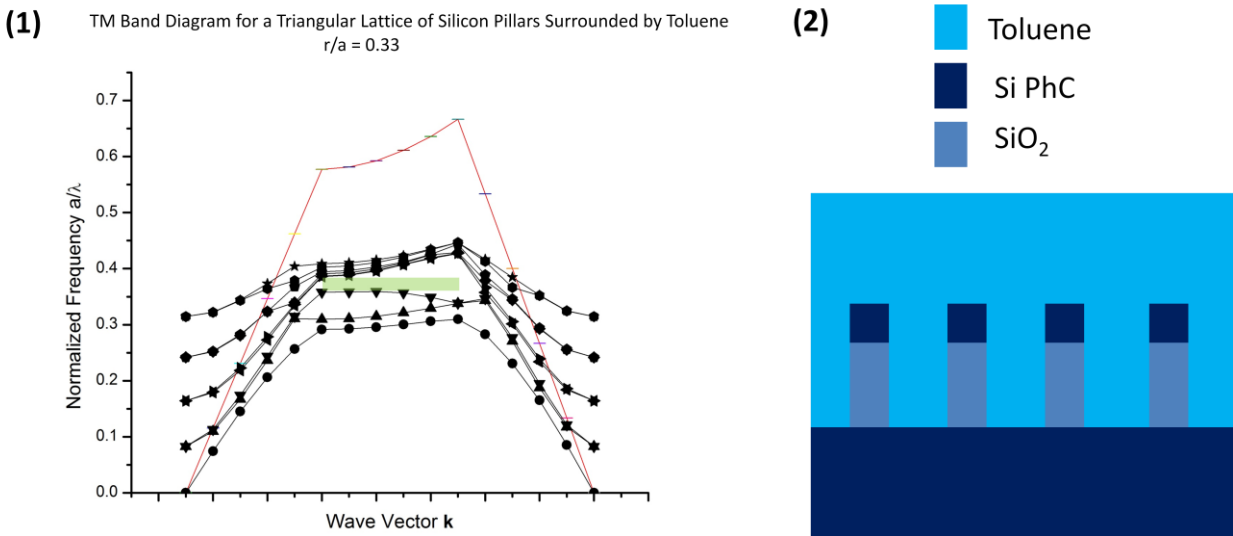 (1)
TM Band Diagram for a Triangular Lattice of Silicon Pillars Surrounded by Toluene
r/a = 0.33
Normalized Frequency a/λ
0.7
0.6
0.5
0.4
0.3
0.2
0.1
0.0
Wave Vector k
(2)
Toluene
Si PhC
SiO₂